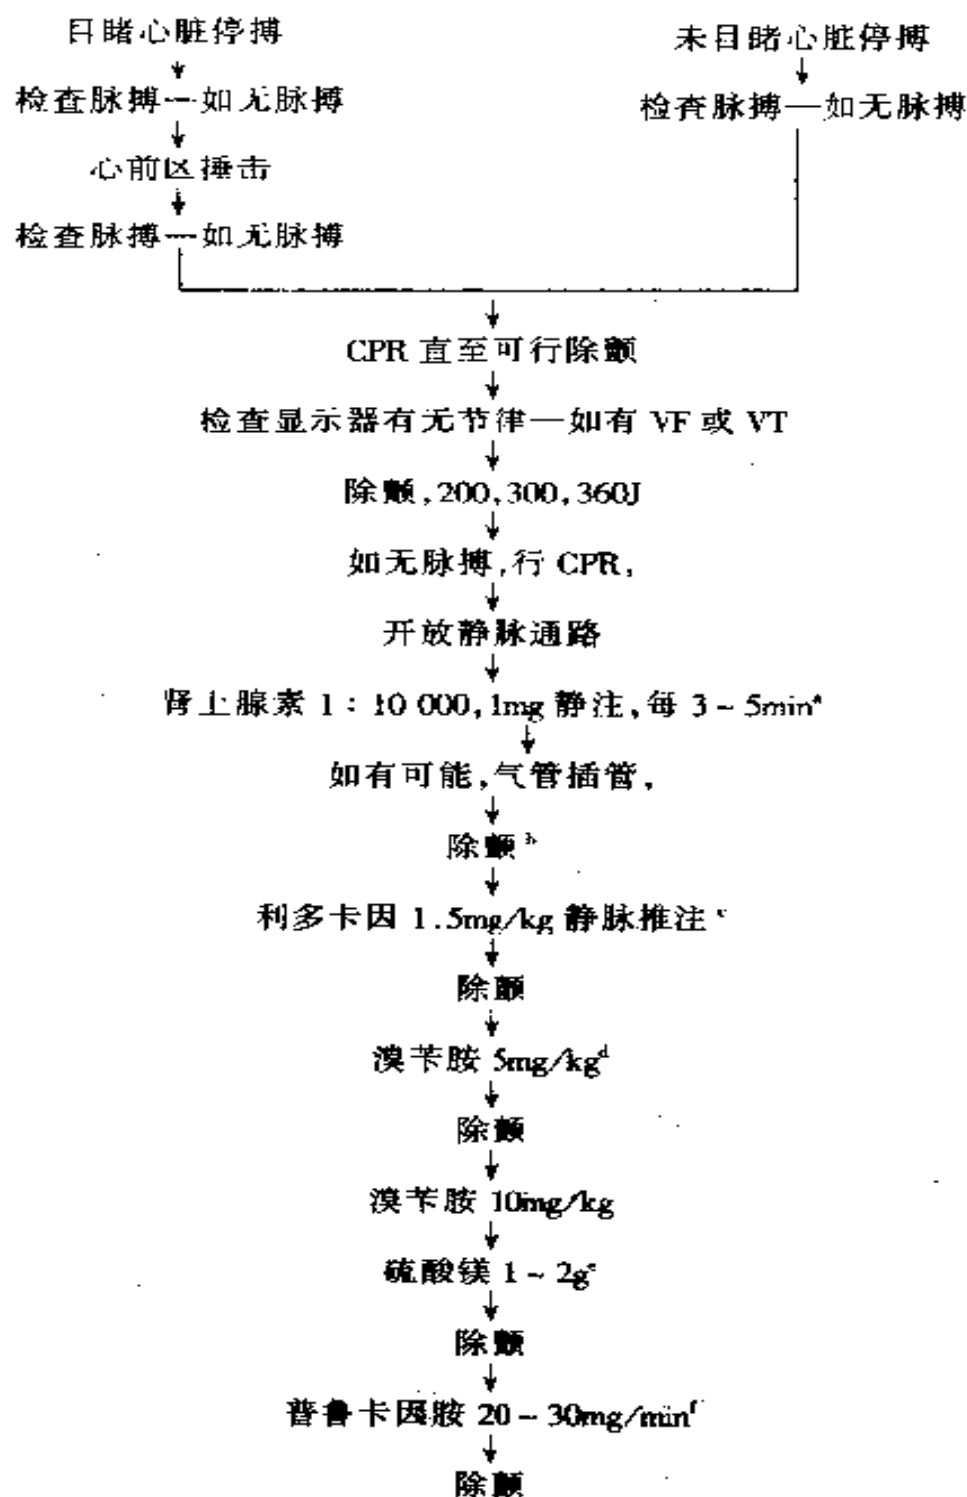 目睹心脏停搏
未目睹心脏停搏
检查脉搏—如无脉搏
检查脉搏—如无脉搏
心前区捶击
检查脉搏—如无脉搏
CPR 直至可行除颤
检查显示器有无节律—如有 VF 或 VT
除颤,200,300,360J
如无脉搏,行 CPR,
开放静脉通路
肾上腺素 1:10 000,1mg 静注,每 3~5minᵃ
如有可能,气管插管,
除颤ᵇ
利多卡因 1.5mg/kg 静脉推注ᶜ
除颤
溴苄胺 5mg/kgᵈ
除颤
溴苄胺 10mg/kg
硫酸镁 1~2gᵉ
除颤
普鲁卡因胺 20~30mg/minᶠ
除颤